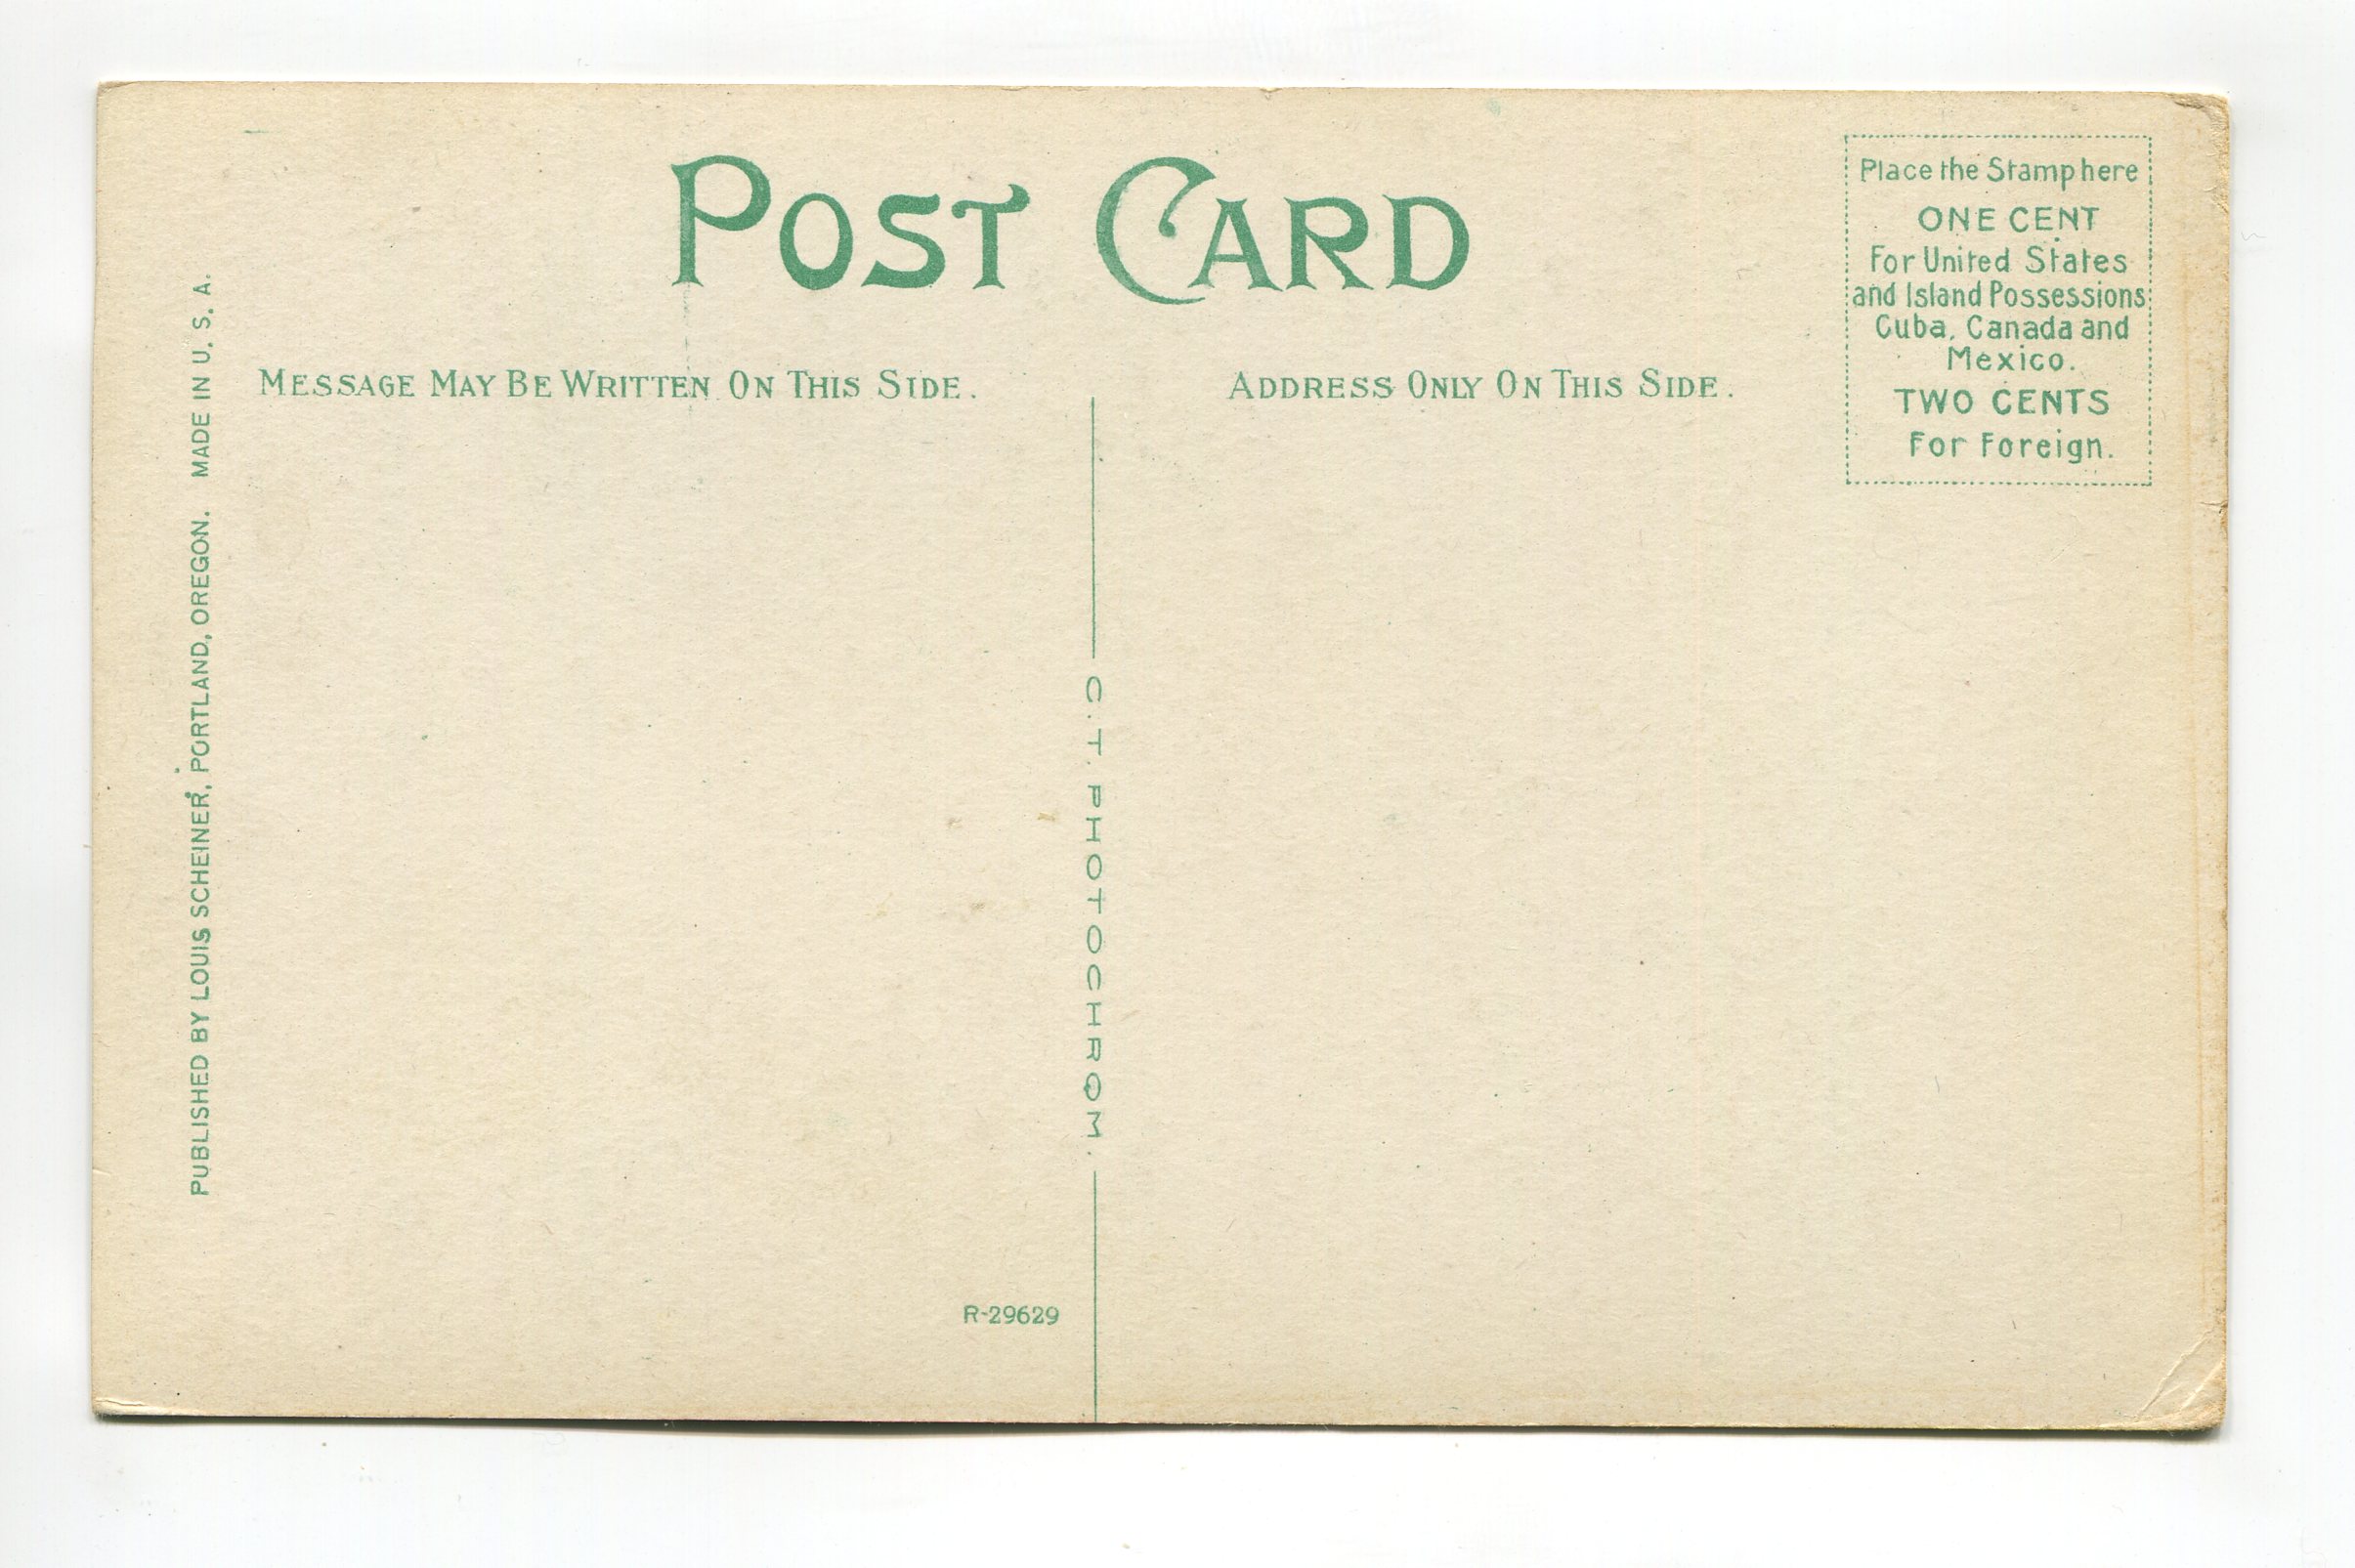 POST CARD
Place the Stamp here
ONE CENT
For United States
and Island Possessions
Cuba, Canada and
Mexico.
TWO CENTS
For Foreign.
MESSAGE MAY BE WRITTEN ON THIS SIDE.
ADDRESS ONLY ON THIS SIDE.
PUBLISHED BY LOUIS SCHEINER, PORTLAND, OREGON. MADE IN U. S. A.
C. T. PHOTOCHROM.
R-29629